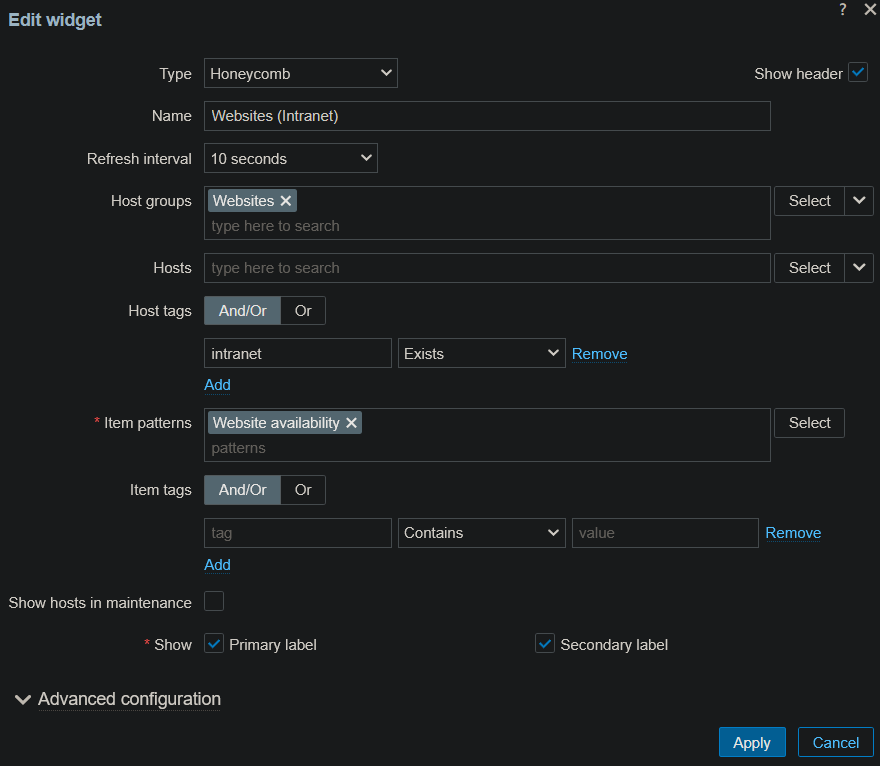 Edit widget ?
Type Honeycomb Show header
Name Websites (Intranet)
Refresh interval 10 seconds
Host groups Websites Select
type here to search
Hosts type here to search Select
Host tags And/Or Or
intranet Exists Remove
Add
* Item patterns Website availability Select
patterns
Item tags And/Or Or
tag Contains value Remove
Add
Show hosts in maintenance
* Show Primary label Secondary label
Advanced configuration
Apply Cancel